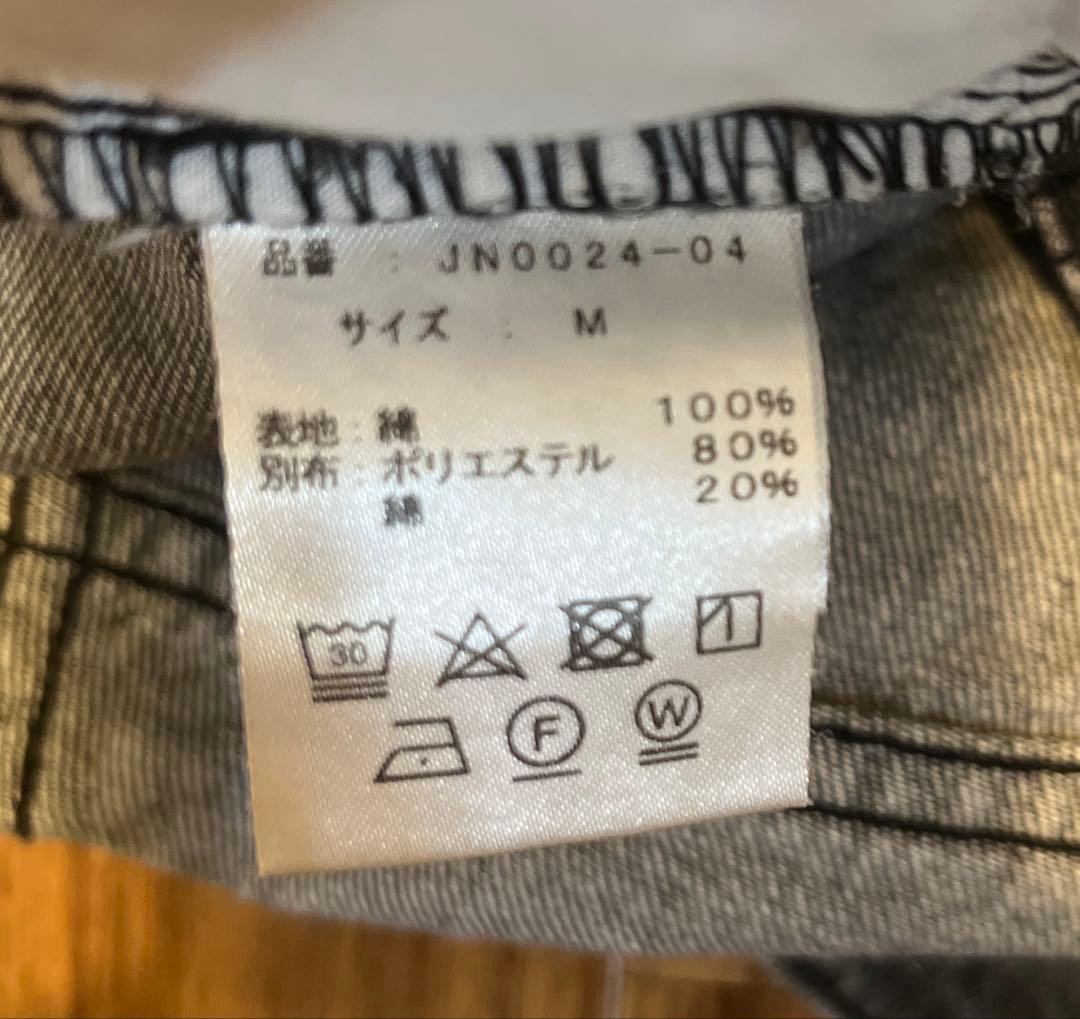 品番 : JN0024-04
サイズ : M
表地 : 綿 100%
別布 : ポリエステル 80%
綿 20%
30
F
W